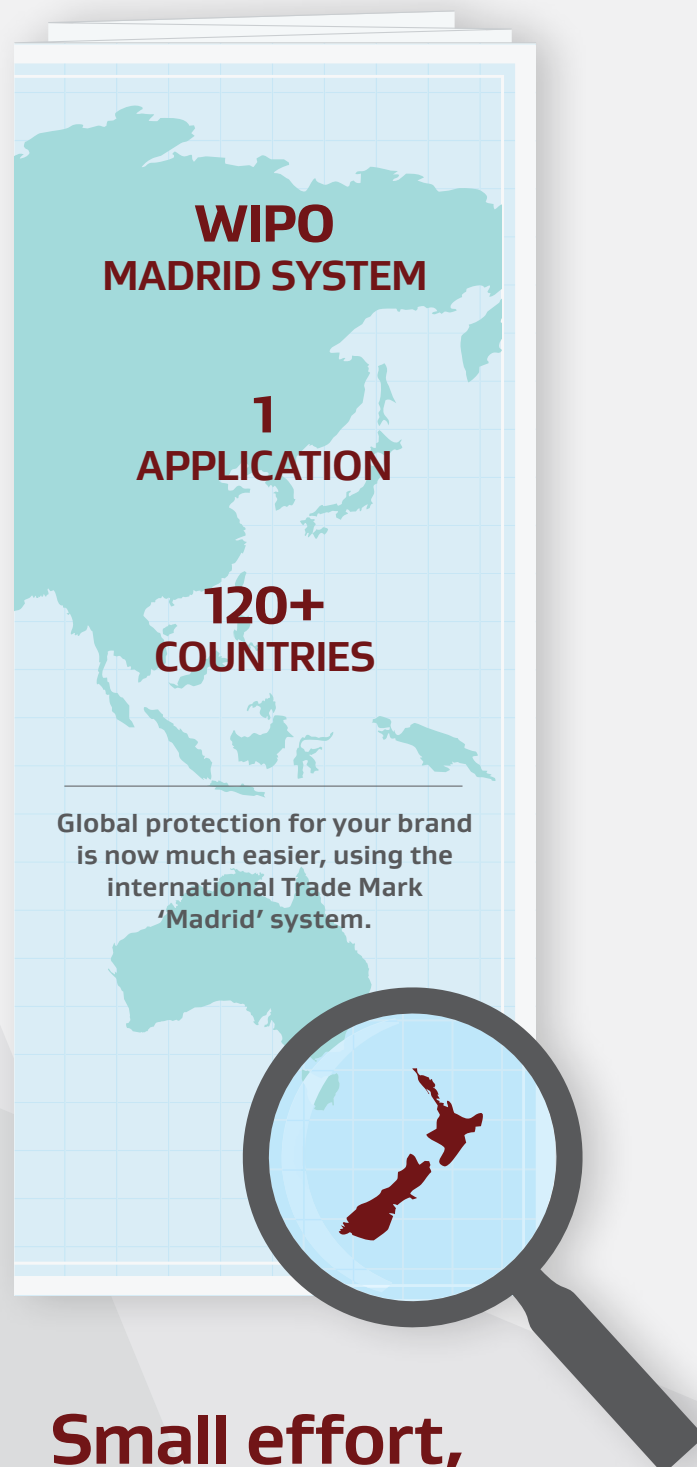 WIPO
MADRID SYSTEM
1
APPLICATION
120+
COUNTRIES
Global protection for your brand
is now much easier, using the
international Trade Mark
‘Madrid’ system.
Small effort,